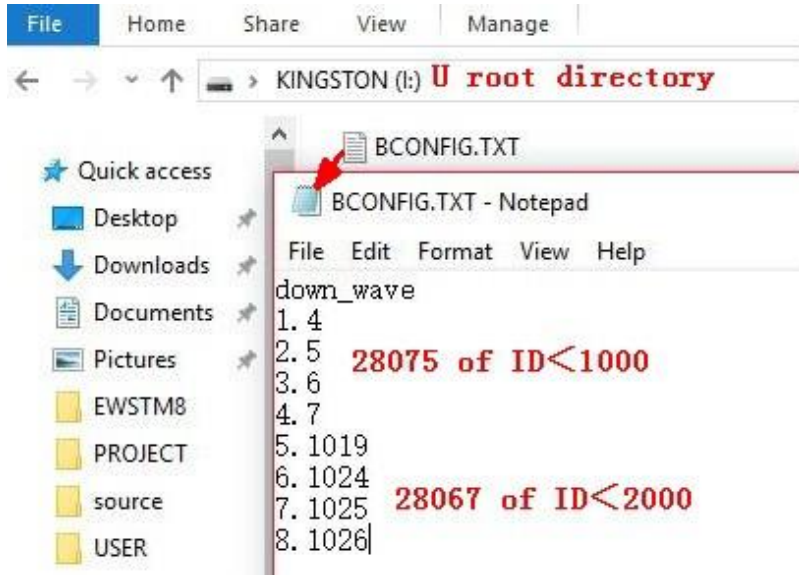 File Home Share View Manage
KINGSTON (I:) U root directory
BCONFIG.TXT
Quick access
Desktop
Downloads
Documents
Pictures
EWSTM8
PROJECT
source
USER
BCONFIG.TXT - Notepad
File Edit Format View Help
down_wave
1. 4
2. 5
3. 6
4. 7
5. 1019
6. 1024
7. 1025
8. 1026
28075 of ID<1000
28067 of ID<2000